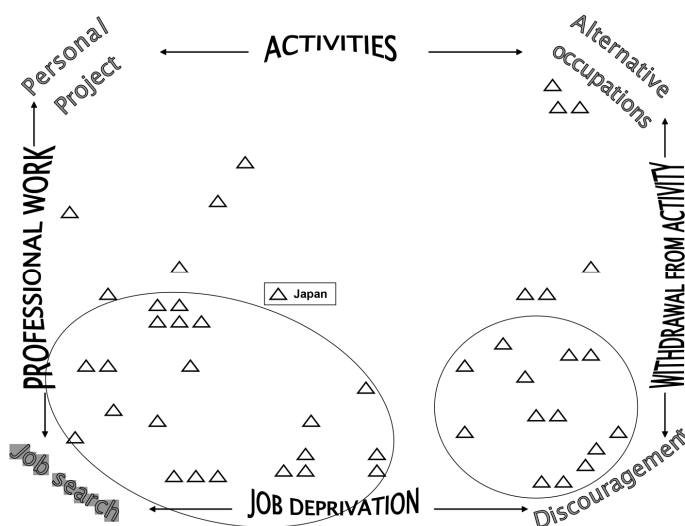 Personal
Project
ACTIVITIES
Alternative
occupations
PROFESSIONAL WORK
WITHDRAWAL FROM ACTIVITY
Japan
Job search
JOB DEPRIVATION
Discouragement